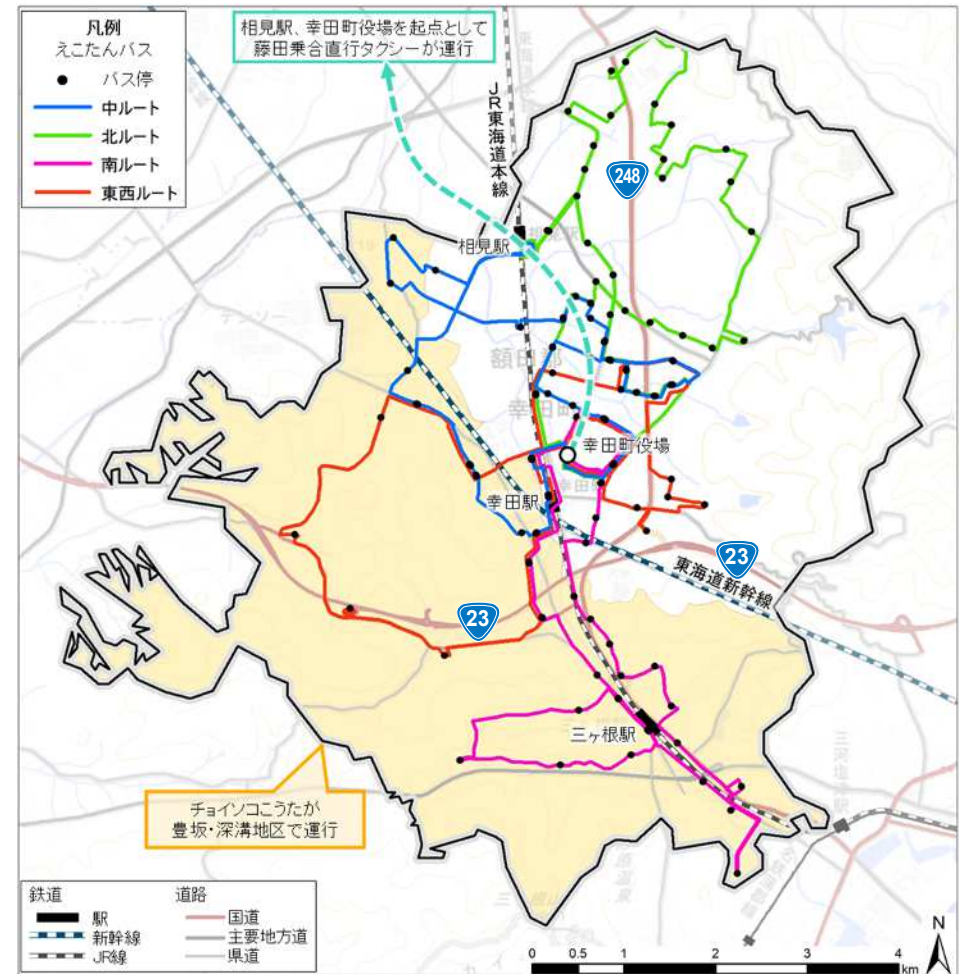 凡例
えこたんバス
バス停
中ルート
北ルート
南ルート
東西ルート
相見駅、幸田町役場を起点として
藤田乗合直行タクシーが運行
JR東海道本線
248
相見駅
デンソー
額田郡
幸田町
幸田町役場
幸田駅
23
東海道新幹線
23
三ヶ根駅
チョイソコこうたが
豊坂・深溝地区で運行
鉄道
駅
新幹線
JR線
道路
国道
主要地方道
県道
N
0 0.5 1 2 3 4
km